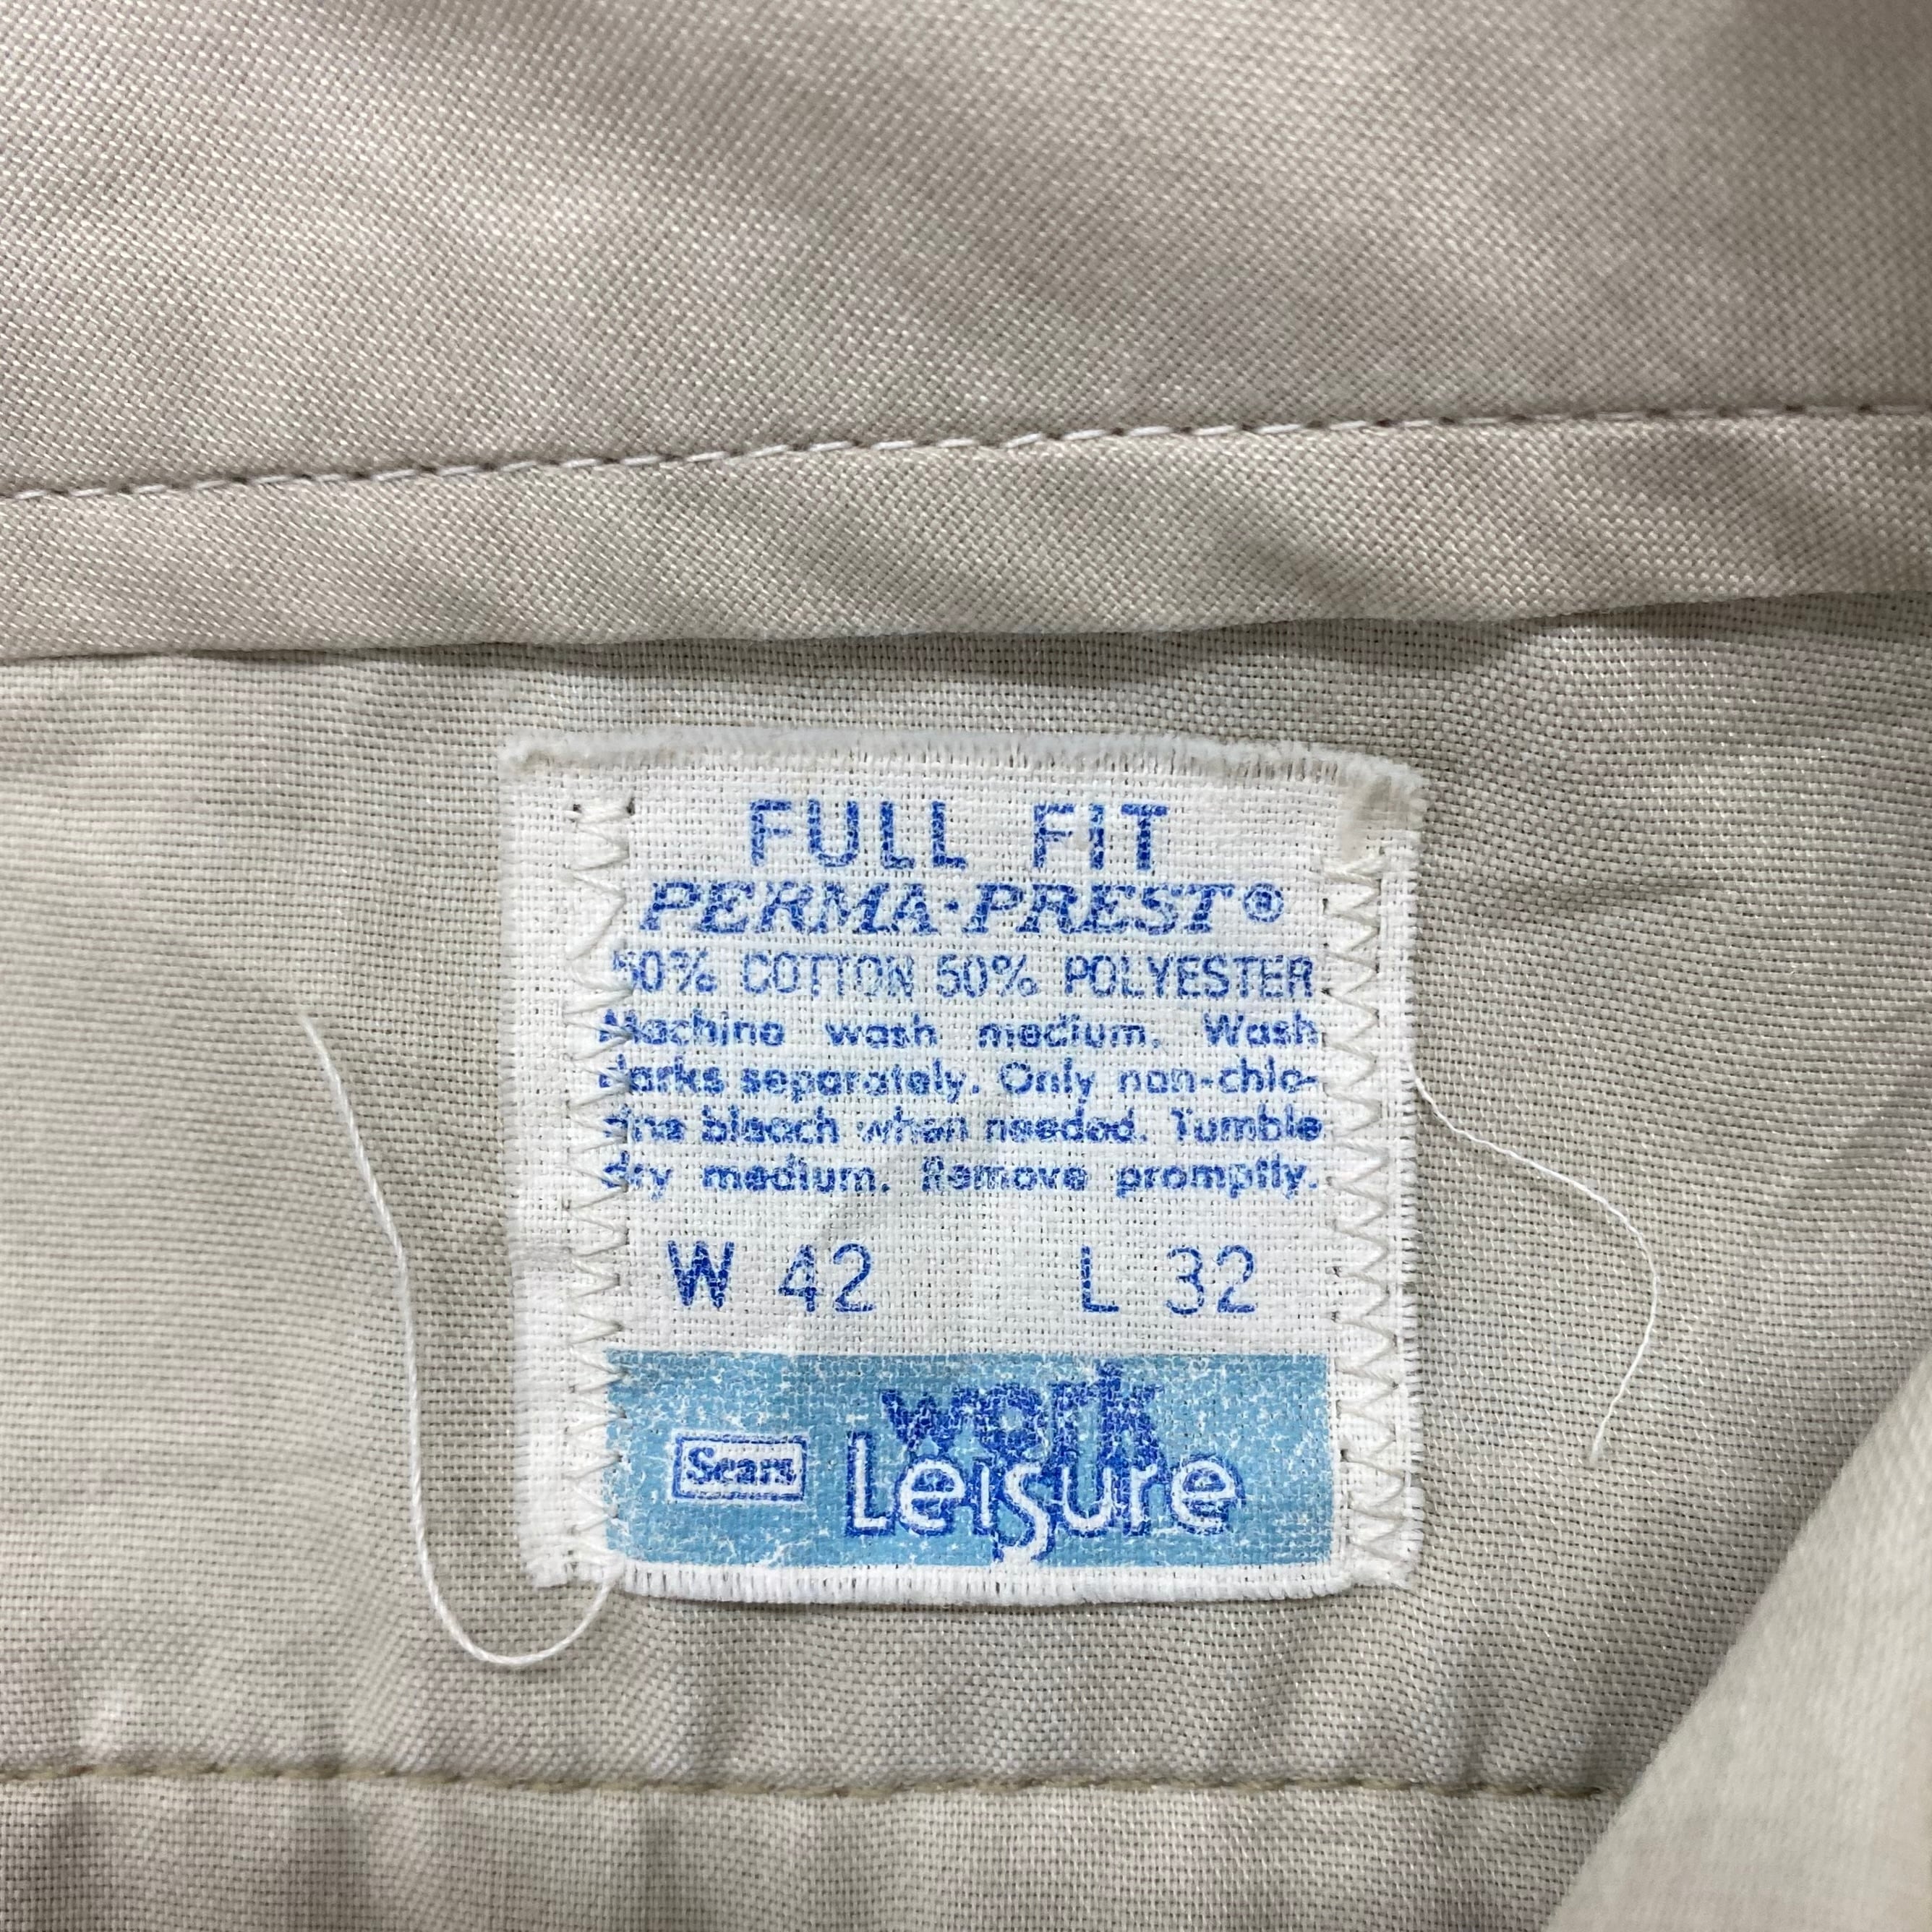 FULL FIT
PERMA-PREST®
50% COTTON 50% POLYESTER
Machine wash medium. Wash
darks separately. Only non-chlo-
rine bleach when needed. Tumble
dry medium. Remove promptly.
W 42 L 32
Sears work
Leisure